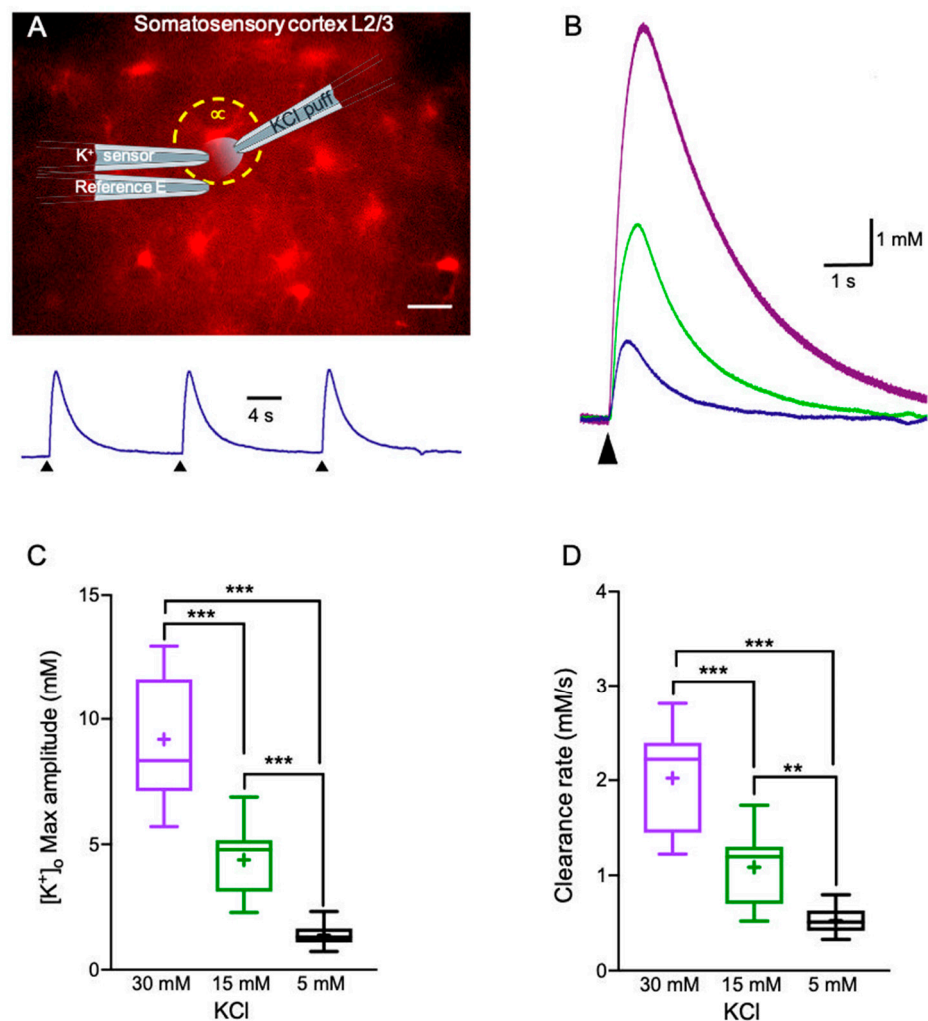 A
Somatosensory cortex L2/3
∝
KCl puff
K⁺ sensor
Reference E
4 s
B
1 mM
1 s
C
[K⁺]ₒ Max amplitude (mM)
15
10
5
0
***
***
***
30 mM 15 mM 5 mM
KCl
D
Clearance rate (mM/s)
4
3
2
1
0
***
***
**
30 mM 15 mM 5 mM
KCl